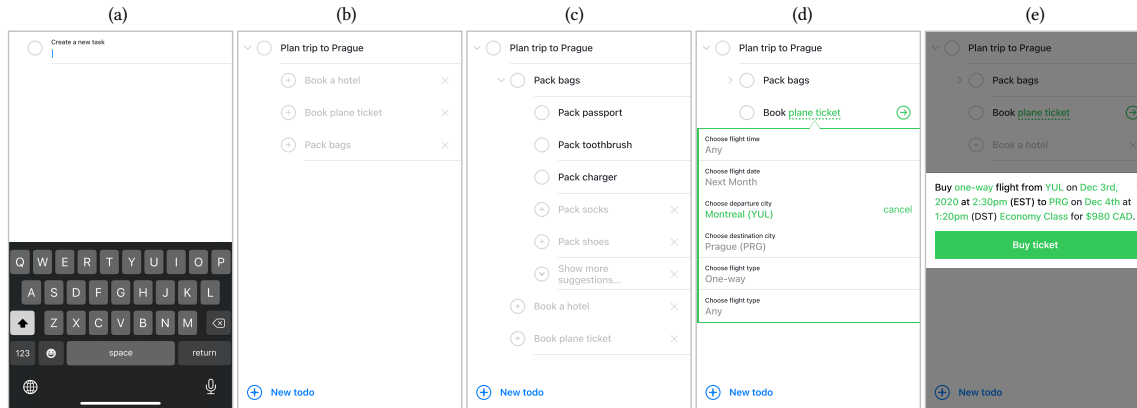 (a)
Create a new task
Q W E R T Y U I O P
A S D F G H J K L
Z X C V B N M
123 space return
(b)
Plan trip to Prague
Book a hotel
Book plane ticket
Pack bags
New todo
(c)
Plan trip to Prague
Pack bags
Pack passport
Pack toothbrush
Pack charger
Pack socks
Pack shoes
Show more
suggestions...
Book a hotel
Book plane ticket
New todo
(d)
Plan trip to Prague
Pack bags
Book plane ticket
Choose flight time
Any
Choose flight date
Next Month
Choose departure city
Montreal (YUL) cancel
Choose destination city
Prague (PRG)
Choose flight type
One-way
Choose flight type
Any
New todo
(e)
Plan trip to Prague
Pack bags
Book plane ticket
Book a hotel
Buy one-way flight from YUL on Dec 3rd,
2020 at 2:30pm (EST) to PRG on Dec 4th at
1:20pm (DST) Economy Class for $980 CAD.
Buy ticket
New todo